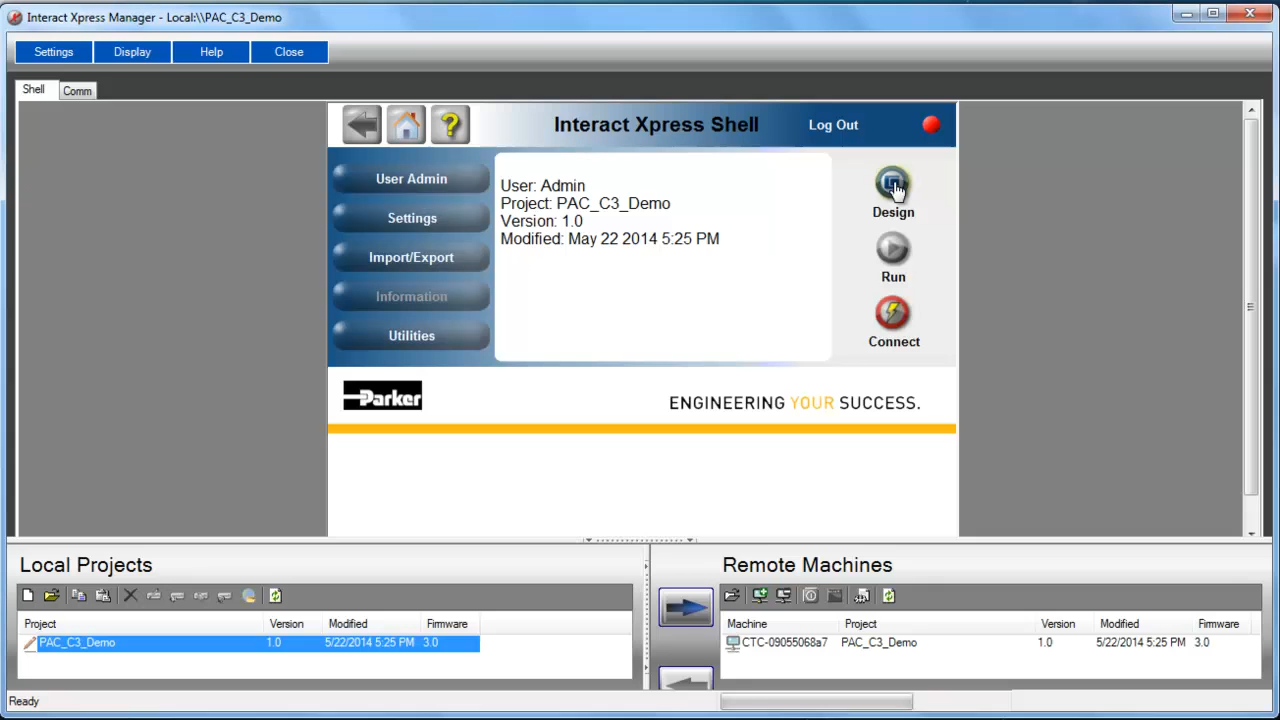 Interact Xpress Manager - Local:\\PAC_C3_Demo
Settings Display Help Close
Shell Comm
Interact Xpress Shell Log Out
User Admin
Settings
Import/Export
Information
Utilities
User: Admin
Project: PAC_C3_Demo
Version: 1.0
Modified: May 22 2014 5:25 PM
Design
Run
Connect
Parker
ENGINEERING YOUR SUCCESS.
Local Projects
Project Version Modified Firmware
PAC_C3_Demo 1.0 5/22/2014 5:25 PM 3.0
Remote Machines
Machine Project Version Modified Firmware
CTC-09055068a7 PAC_C3_Demo 1.0 5/22/2014 5:25 PM 3.0
Ready